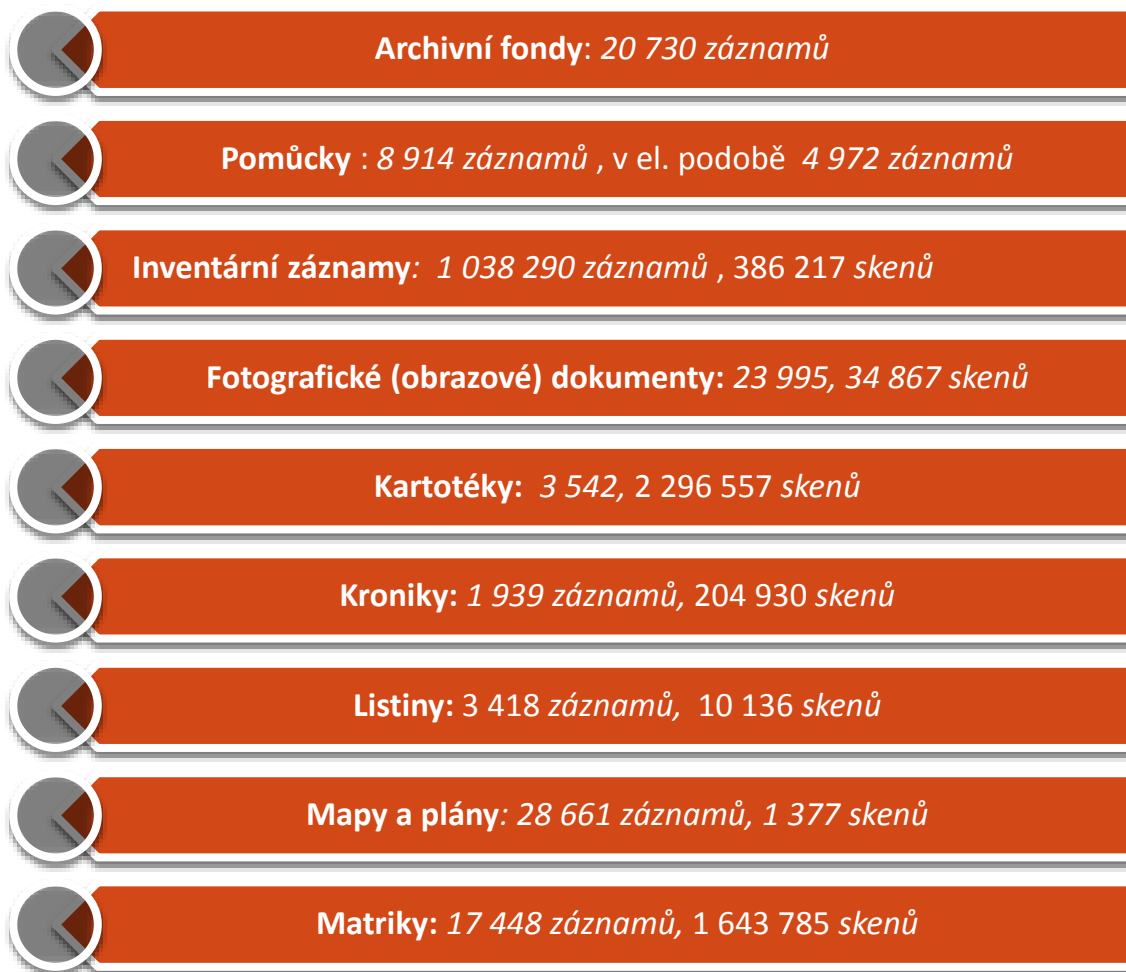 Archivní fondy: 20 730 záznamů
Pomůcky : 8 914 záznamů , v el. podobě 4 972 záznamů
Inventární záznamy: 1 038 290 záznamů , 386 217 skenů
Fotografické (obrazové) dokumenty: 23 995, 34 867 skenů
Kartotéky: 3 542, 2 296 557 skenů
Kroniky: 1 939 záznamů, 204 930 skenů
Listiny: 3 418 záznamů, 10 136 skenů
Mapy a plány: 28 661 záznamů, 1 377 skenů
Matriky: 17 448 záznamů, 1 643 785 skenů